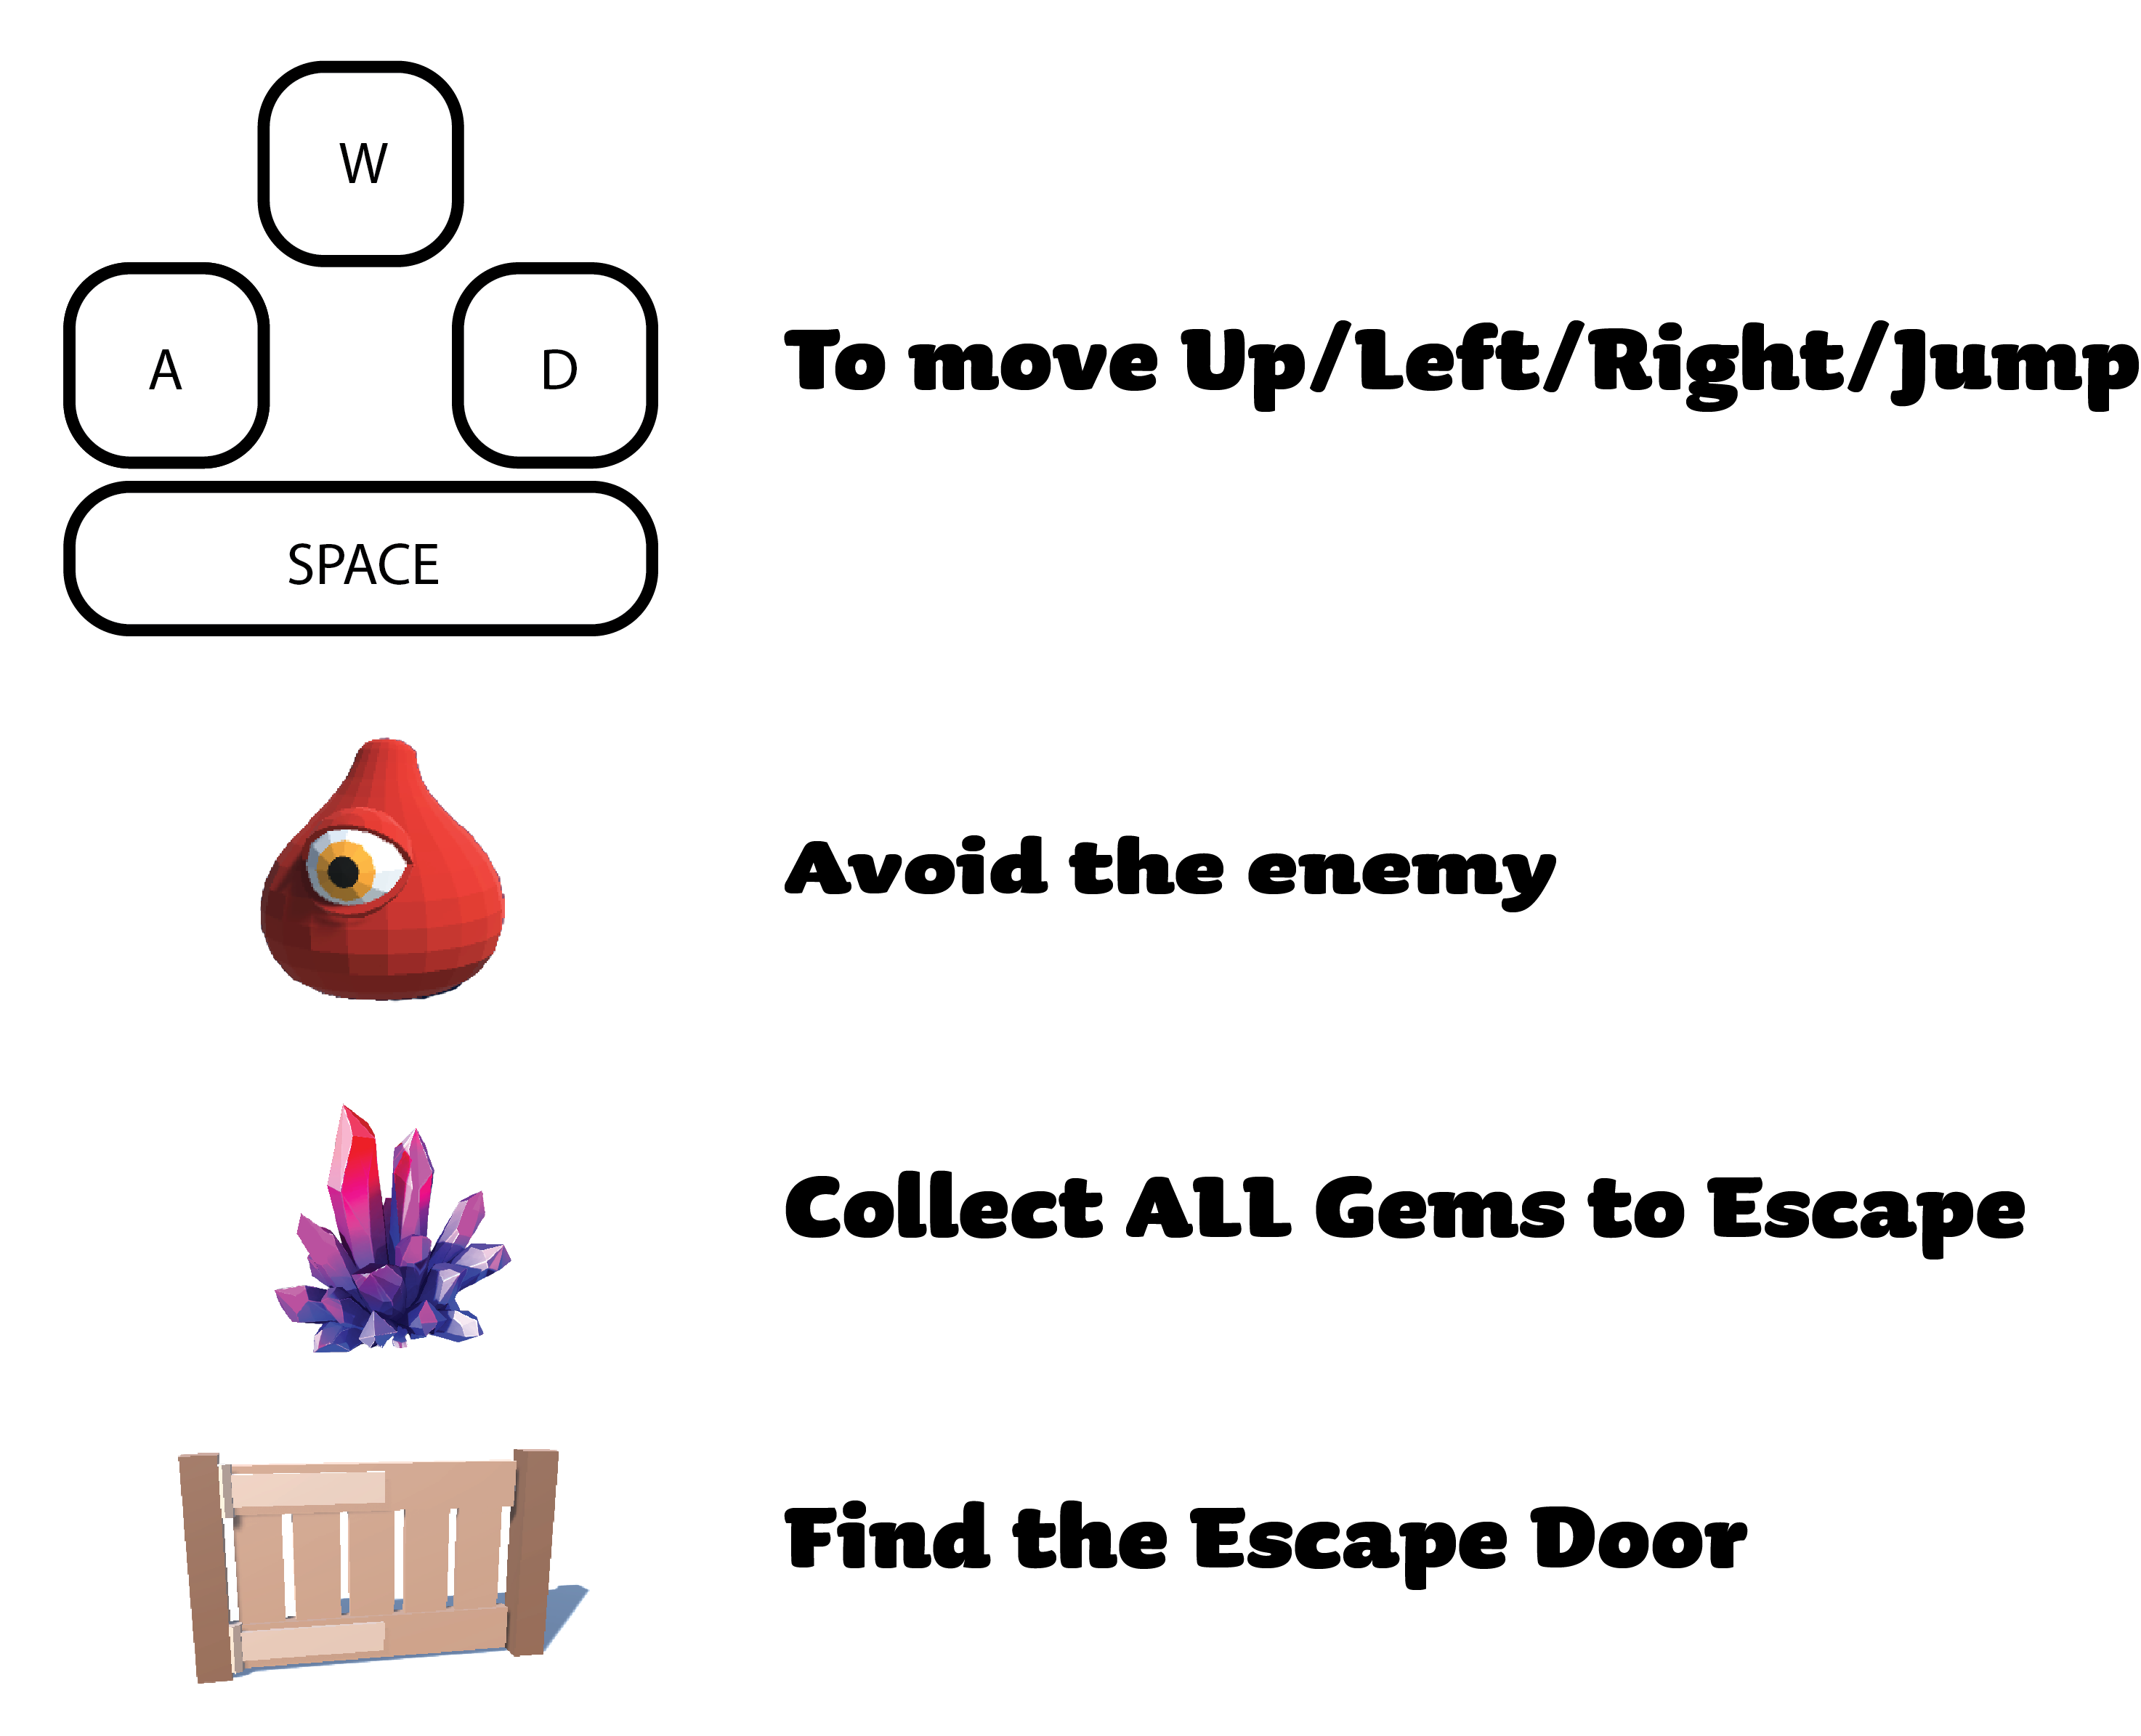 W
A
D
To move Up/Left/Right/Jump
SPACE
Avoid the enemy
Collect ALL Gems to Escape
Find the Escape Door